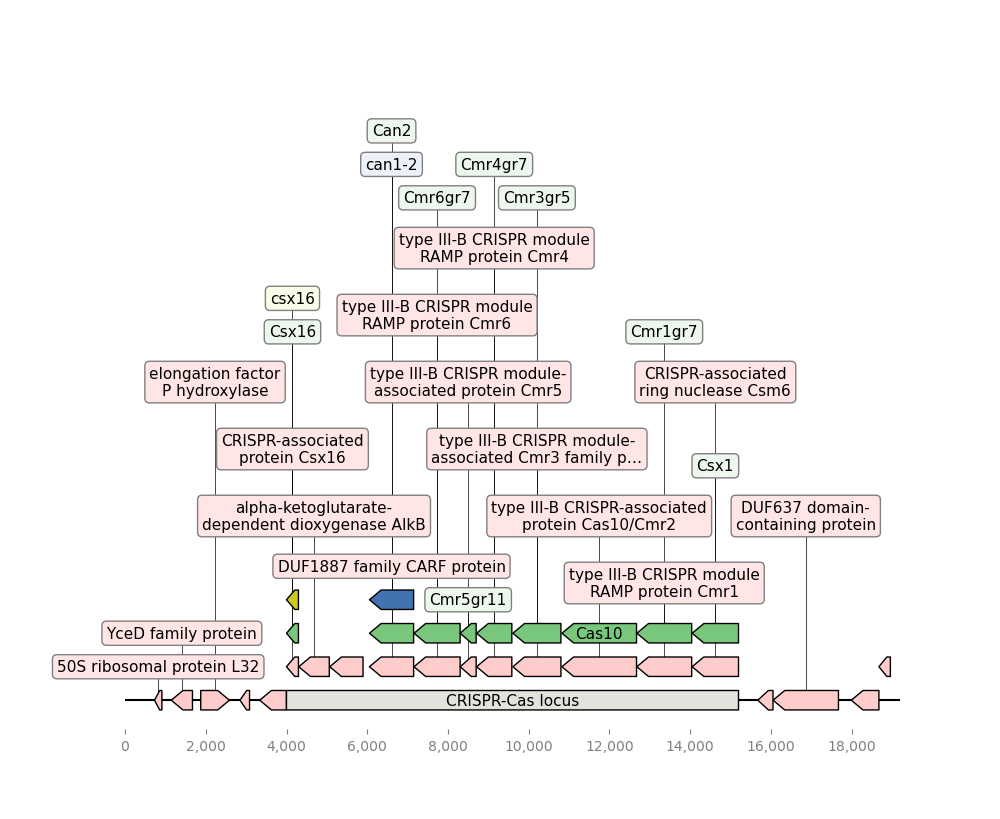 Can2
can1-2
Cmr4gr7
Cmr6gr7
Cmr3gr5
type III-B CRISPR module
RAMP protein Cmr4
csx16
type III-B CRISPR module
RAMP protein Cmr6
Csx16
Cmr1gr7
elongation factor
P hydroxylase
type III-B CRISPR module-
associated protein Cmr5
CRISPR-associated
ring nuclease Csm6
CRISPR-associated
protein Csx16
type III-B CRISPR module-
associated Cmr3 family p...
Csx1
alpha-ketoglutarate-
dependent dioxygenase AlkB
type III-B CRISPR-associated
protein Cas10/Cmr2
DUF637 domain-
containing protein
DUF1887 family CARF protein
type III-B CRISPR module
RAMP protein Cmr1
Cmr5gr11
YceD family protein
Cas10
50S ribosomal protein L32
CRISPR-Cas locus
0 2,000 4,000 6,000 8,000 10,000 12,000 14,000 16,000 18,000